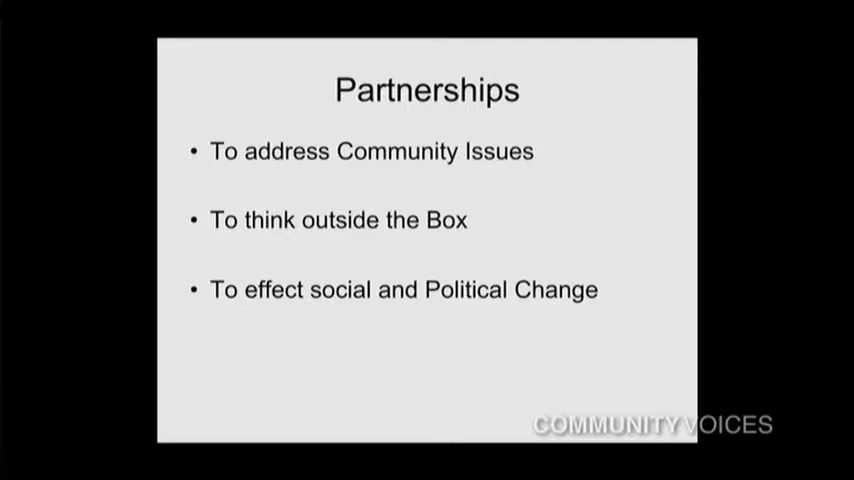 Partnerships
• To address Community Issues
• To think outside the Box
• To effect social and Political Change
COMMUNITY VOICES